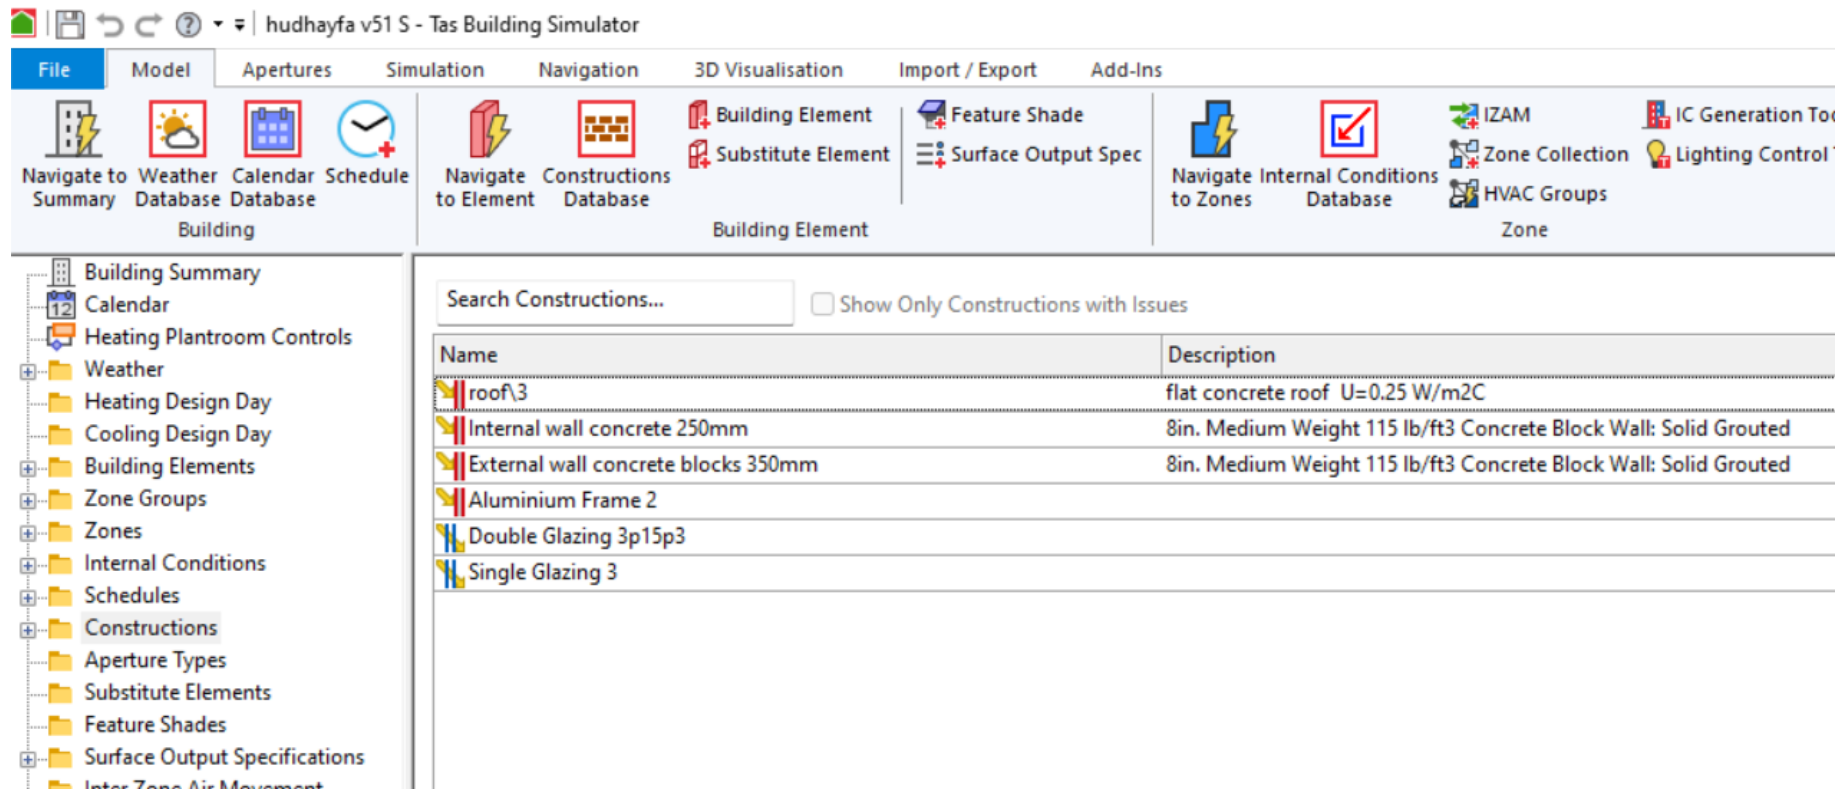 hudhayfa v51 S - Tas Building Simulator
File Model Apertures Simulation Navigation 3D Visualisation Import / Export Add-Ins
Navigate to Summary
Weather Database
Calendar Database
Schedule
Building
Navigate to Element
Constructions Database
Building Element
Substitute Element
Feature Shade
Surface Output Spec
Building Element
Navigate to Zones
Internal Conditions Database
IZAM
Zone Collection
HVAC Groups
IC Generation
Lighting Control
Zone
Building Summary
12 Calendar
Heating Plantroom Controls
Weather
Heating Design Day
Cooling Design Day
Building Elements
Zone Groups
Zones
Internal Conditions
Schedules
Constructions
Aperture Types
Substitute Elements
Feature Shades
Surface Output Specifications
Inter Zone Air Movement
Search Constructions...
Show Only Constructions with Issues
Name Description
roof\3 flat concrete roof U=0.25 W/m2C
Internal wall concrete 250mm 8in. Medium Weight 115 lb/ft3 Concrete Block Wall: Solid Grouted
External wall concrete blocks 350mm 8in. Medium Weight 115 lb/ft3 Concrete Block Wall: Solid Grouted
Aluminium Frame 2
Double Glazing 3p15p3
Single Glazing 3